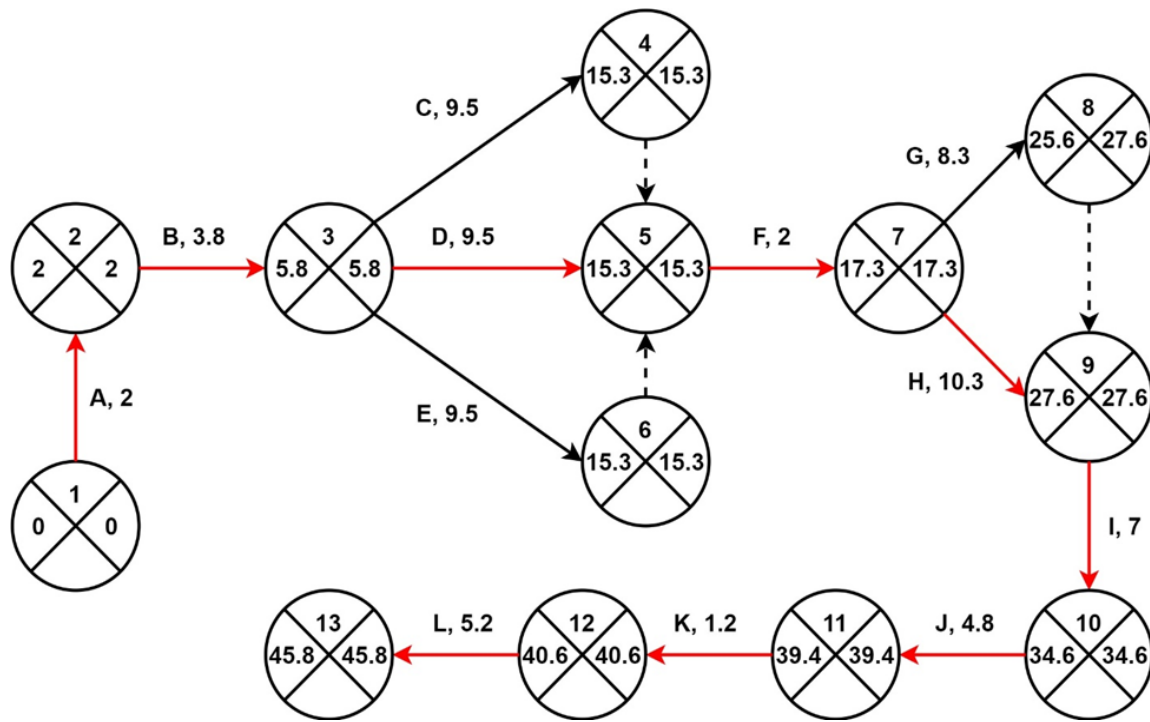 4
15.3 15.3
C, 9.5
8
25.6 27.6
G, 8.3
2
2 2
B, 3.8
3
5.8 5.8
D, 9.5
5
15.3 15.3
F, 2
7
17.3 17.3
A, 2
E, 9.5
H, 10.3
9
27.6 27.6
6
15.3 15.3
1
0 0
I, 7
13
45.8 45.8
L, 5.2
12
40.6 40.6
K, 1.2
11
39.4 39.4
J, 4.8
10
34.6 34.6